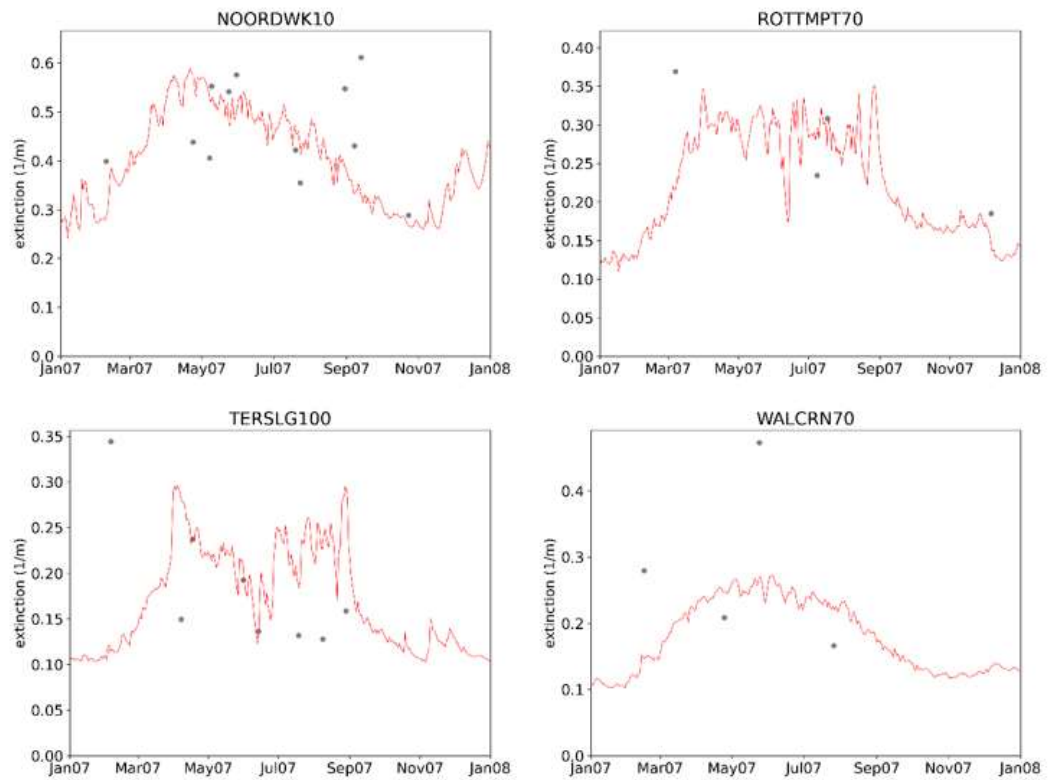 NOORDWK10
extinction (1/m)
0.6
0.5
0.4
0.3
0.2
0.1
0.0
Jan07 Mar07 May07 Jul07 Sep07 Nov07 Jan08
ROTTMPT70
extinction (1/m)
0.40
0.35
0.30
0.25
0.20
0.15
0.10
0.05
0.00
Jan07 Mar07 May07 Jul07 Sep07 Nov07 Jan08
TERSLG100
extinction (1/m)
0.35
0.30
0.25
0.20
0.15
0.10
0.05
0.00
Jan07 Mar07 May07 Jul07 Sep07 Nov07 Jan08
WALCRN70
extinction (1/m)
0.4
0.3
0.2
0.1
0.0
Jan07 Mar07 May07 Jul07 Sep07 Nov07 Jan08